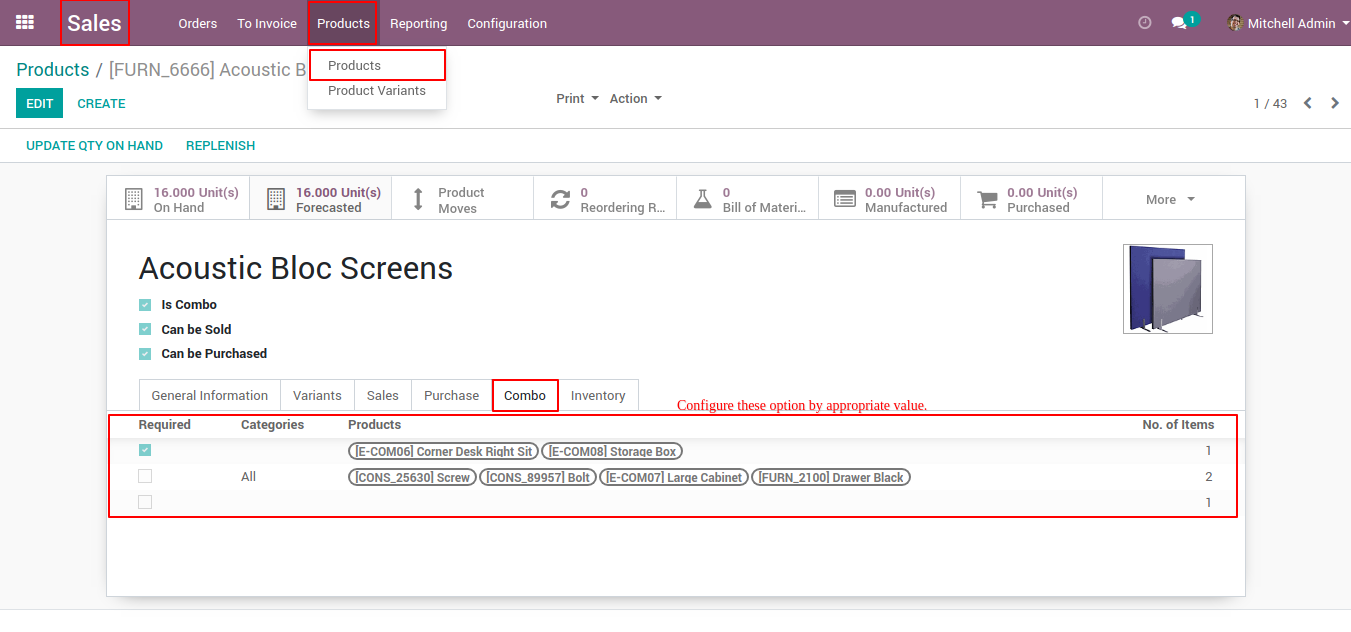 Sales Orders To Invoice Products Reporting Configuration 1 Mitchell Admin
Products
Product Variants
Products / [FURN_6666] Acoustic B
EDIT CREATE Print Action 1 / 43
UPDATE QTY ON HAND REPLENISH
16.000 Unit(s)
On Hand
16.000 Unit(s)
Forecasted
Product
Moves
0
Reordering R...
0
Bill of Materi...
0.00 Unit(s)
Manufactured
0.00 Unit(s)
Purchased
More
Acoustic Bloc Screens
Is Combo
Can be Sold
Can be Purchased
General Information Variants Sales Purchase Combo Inventory
Configure these option by appropriate value.
Required Categories Products No. of Items
[E-COM06] Corner Desk Right Sit [E-COM08] Storage Box 1
All [CONS_25630] Screw [CONS_89957] Bolt [E-COM07] Large Cabinet [FURN_2100] Drawer Black 2
1